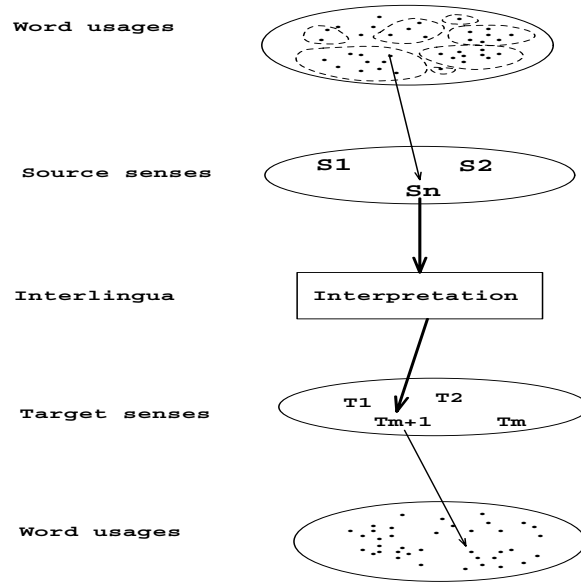 Word usages
Source senses
S1 S2
Sn
Interlingua
Interpretation
Target senses
T1 T2
Tm+1 Tm
Word usages